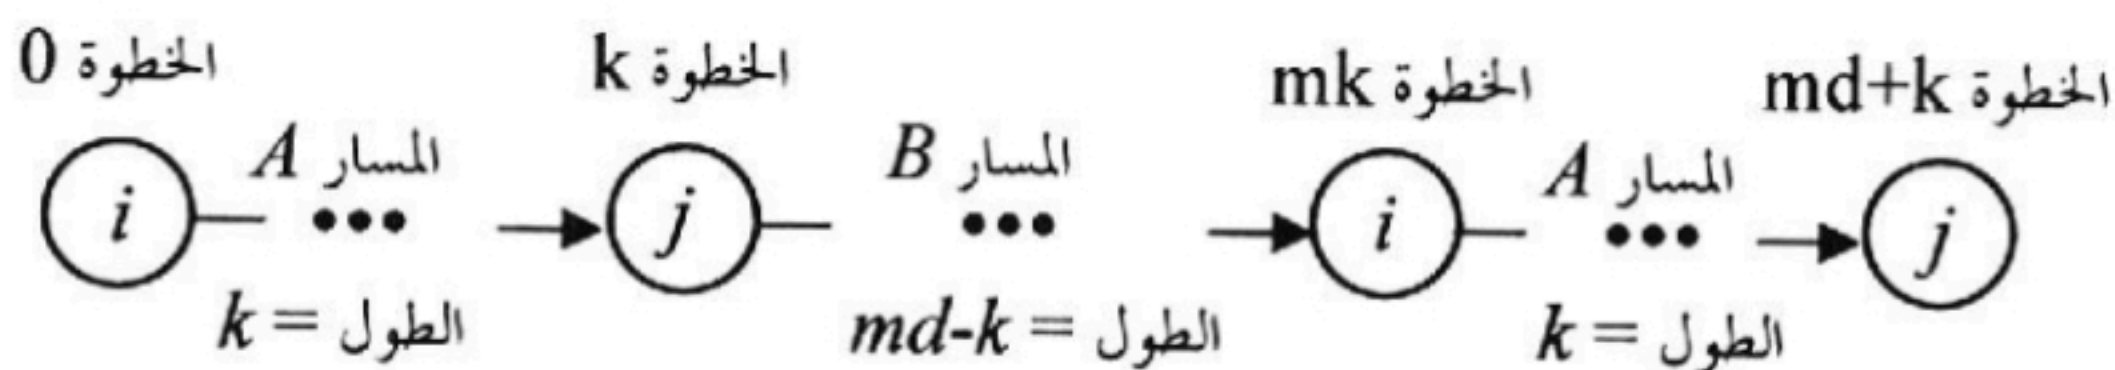 الخطوة 0
الخطوة k
الخطوة mk
الخطوة md+k
المسار A
المسار B
المسار A
i
j
i
j
الطول = k
الطول = md-k
الطول = k